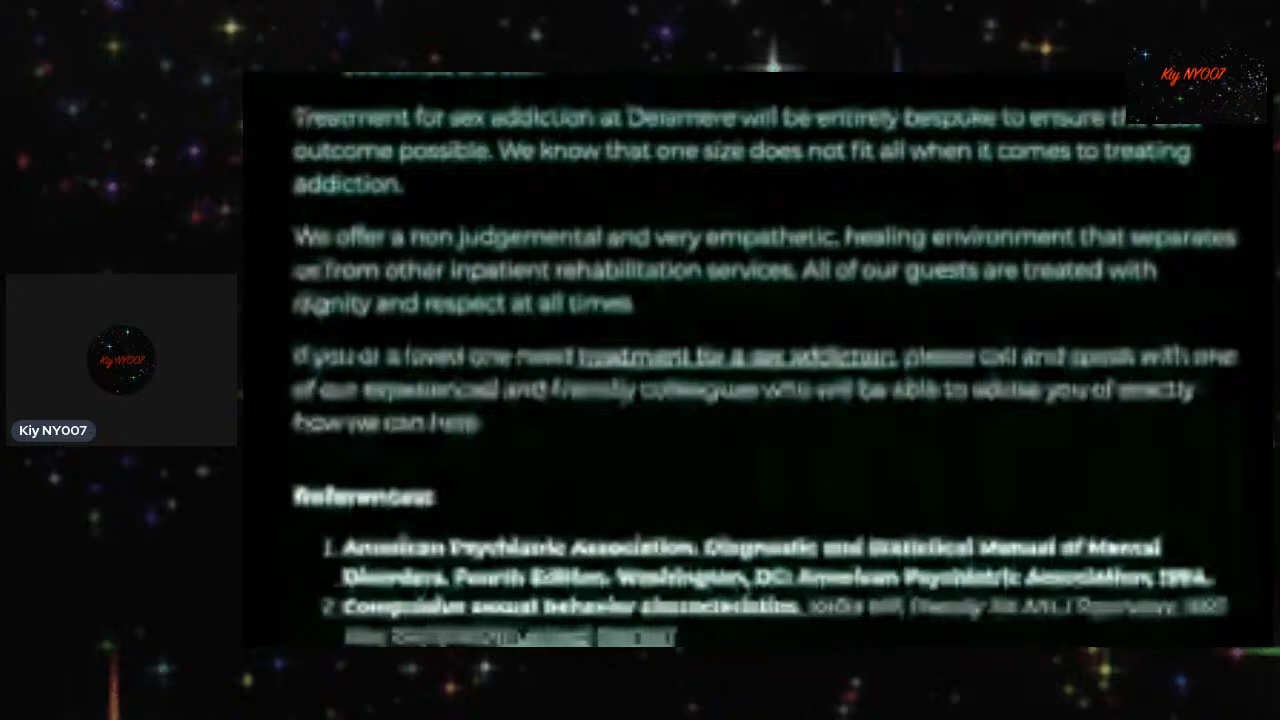 Kiy NY007
Treatment for sex addiction at Delamere will be entirely bespoke to ensure
outcome possible. We know that one size does not fit all when it comes to treating
addiction.
We offer a non judgemental and very empathetic, healing environment that separates
us from other inpatient rehabilitation services. All of our guests are treated with
dignity and respect at all times.
If you or a loved one need treatment for a sex addiction, please call and speak with one
of our experienced and friendly colleagues who will be able to advise you of exactly
how we can help.
Kiy NY007
Kiy NY007
References:
1. American Psychiatric Association. Diagnostic and Statistical Manual of Mental
Disorders, Fourth Edition. Washington, DC: American Psychiatric Association, 1994.
2. Compulsive sexual behavior characteristics.